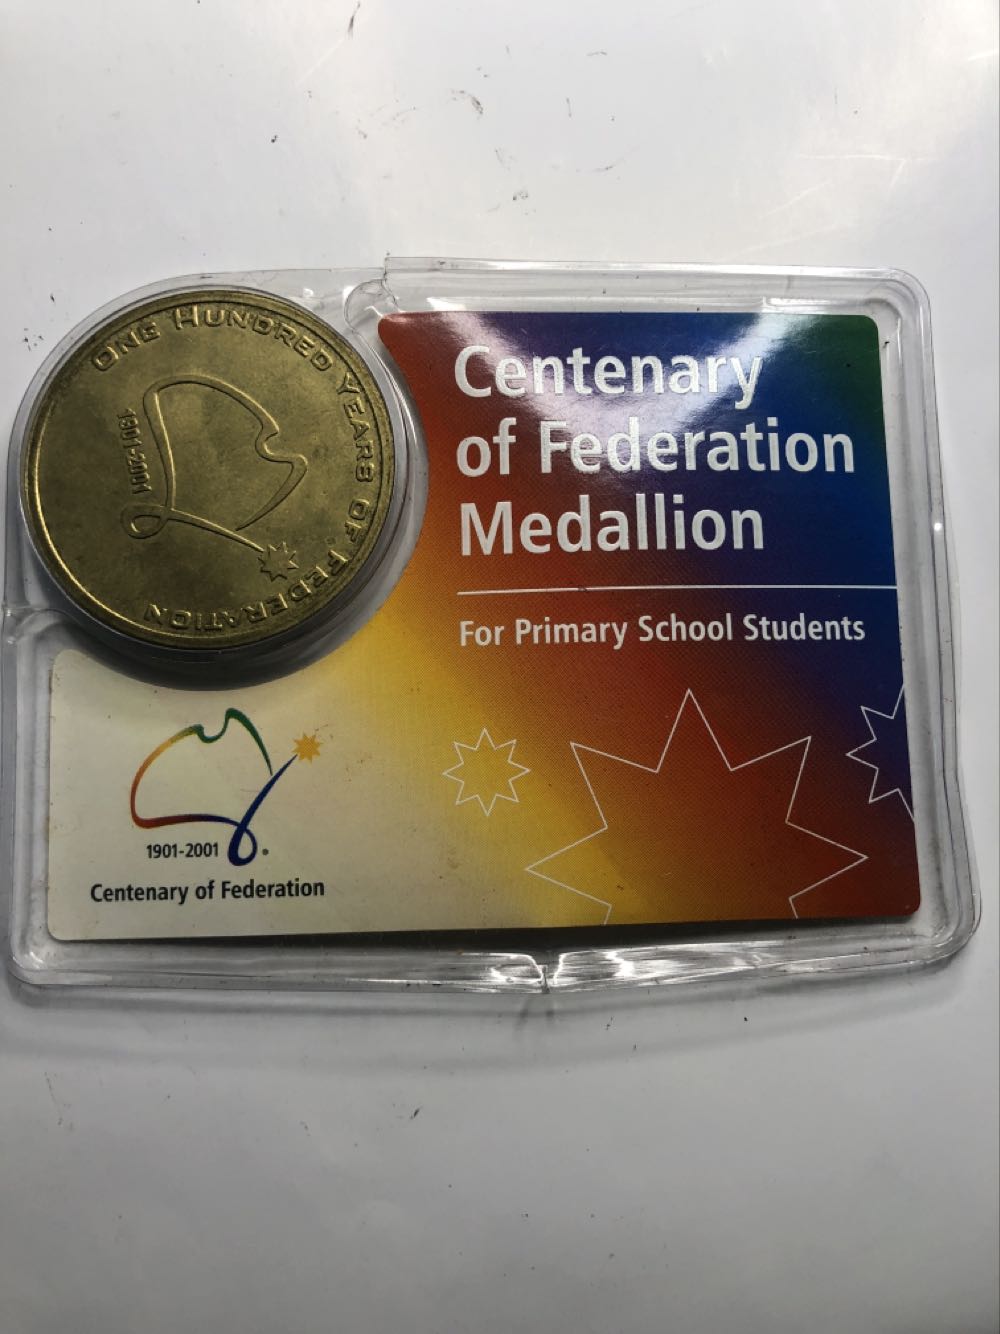 ONE HUNDRED YEARS OF FEDERATION
1901-2001
Centenary
of Federation
Medallion
For Primary School Students
1901-2001
Centenary of Federation